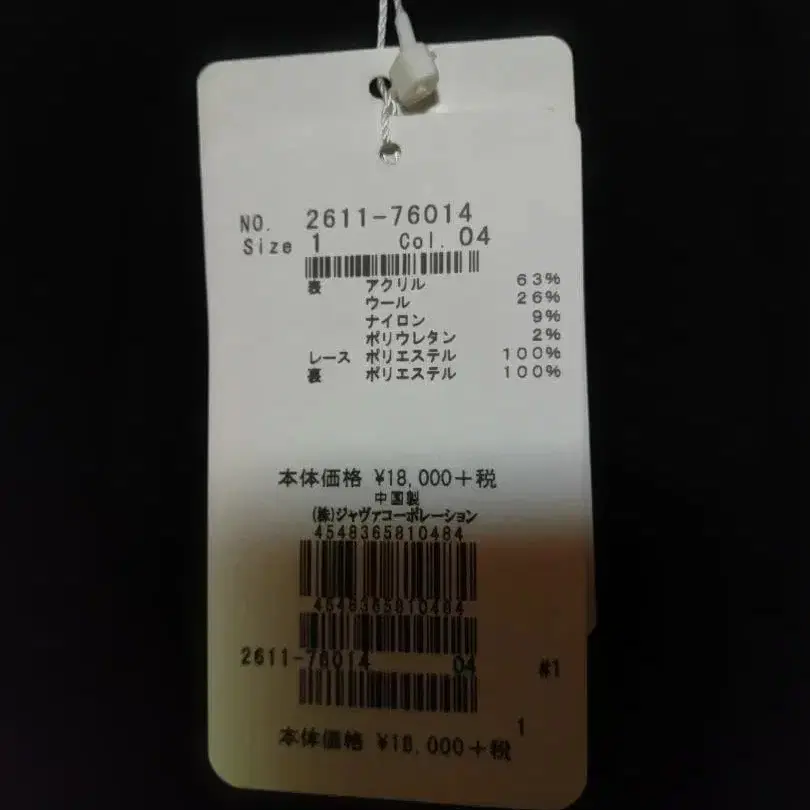 NO. 2611-76014
Size 1 Col. 04
表 アクリル 63%
ウール 26%
ナイロン 9%
ポリウレタン 2%
レース ポリエステル 100%
裏 ポリエステル 100%
本体価格 ¥18,000+税
中国製
(株)ジャヴァコーポレーション
4548365810484
4548365810484
2611-76014 04 #1
1
本体価格 ¥18,000+税